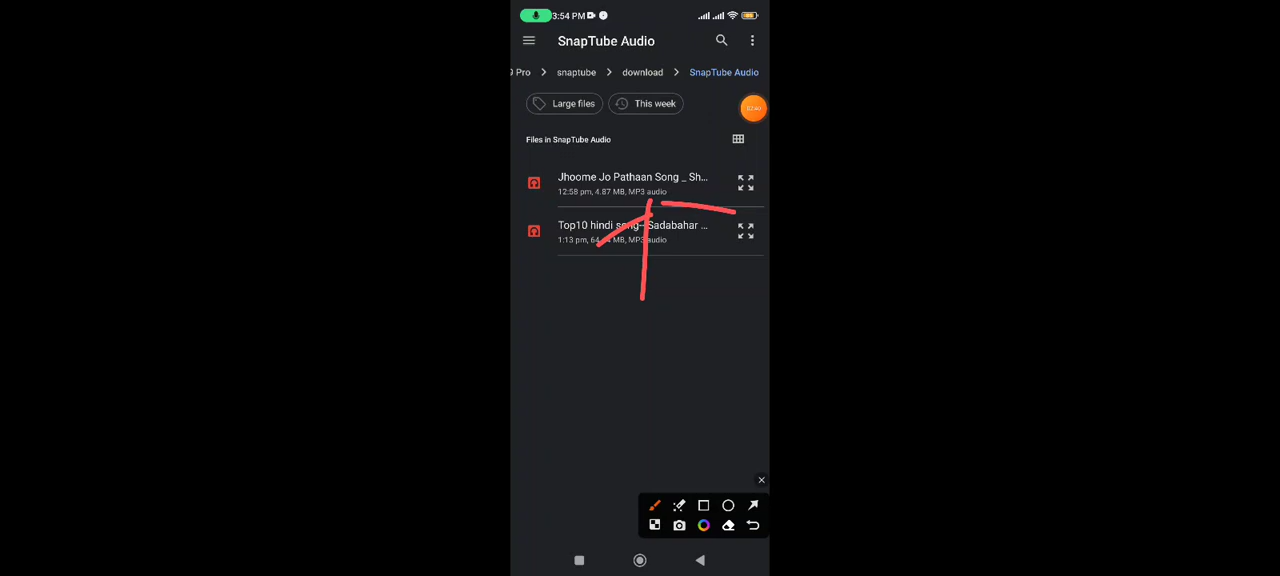 3:54 PM
SnapTube Audio
9 Pro > snaptube > download > SnapTube Audio
Large files
This week
Files in SnapTube Audio
Jhoome Jo Pathaan Song _ Sh...
12:58 pm, 4.87 MB, MP3 audio
Top10 hindi song-- Sadabahar ...
1:13 pm, MB, MP3 audio